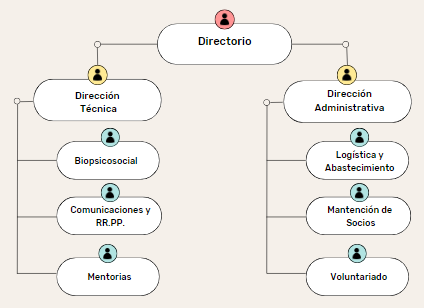 Directorio
Dirección
Técnica
Dirección
Administrativa
Biopsicosocial
Logística y
Abastecimiento
Comunicaciones y
RR.PP.
Mantención de
Socios
Mentorias
Voluntariado